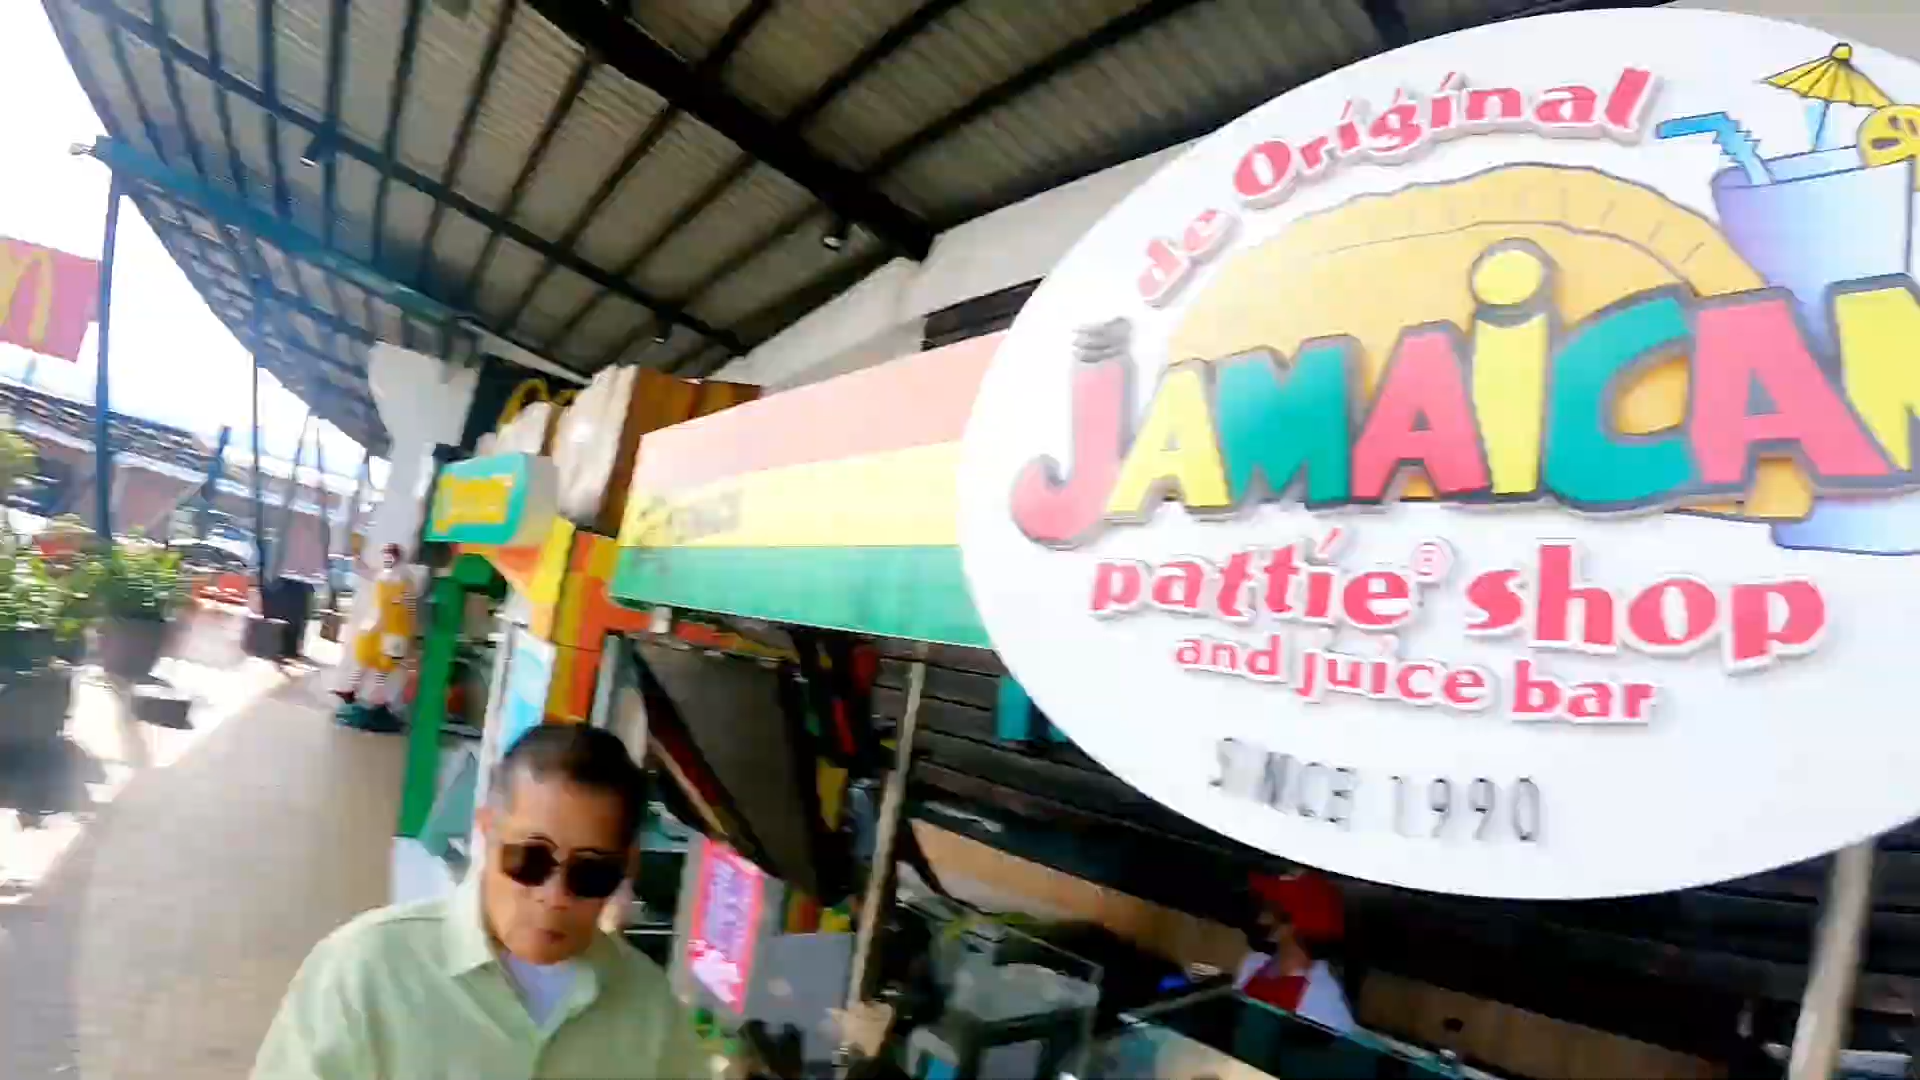 de Original
JAMAICAN
pattie® shop
and juice bar
SINCE 1990